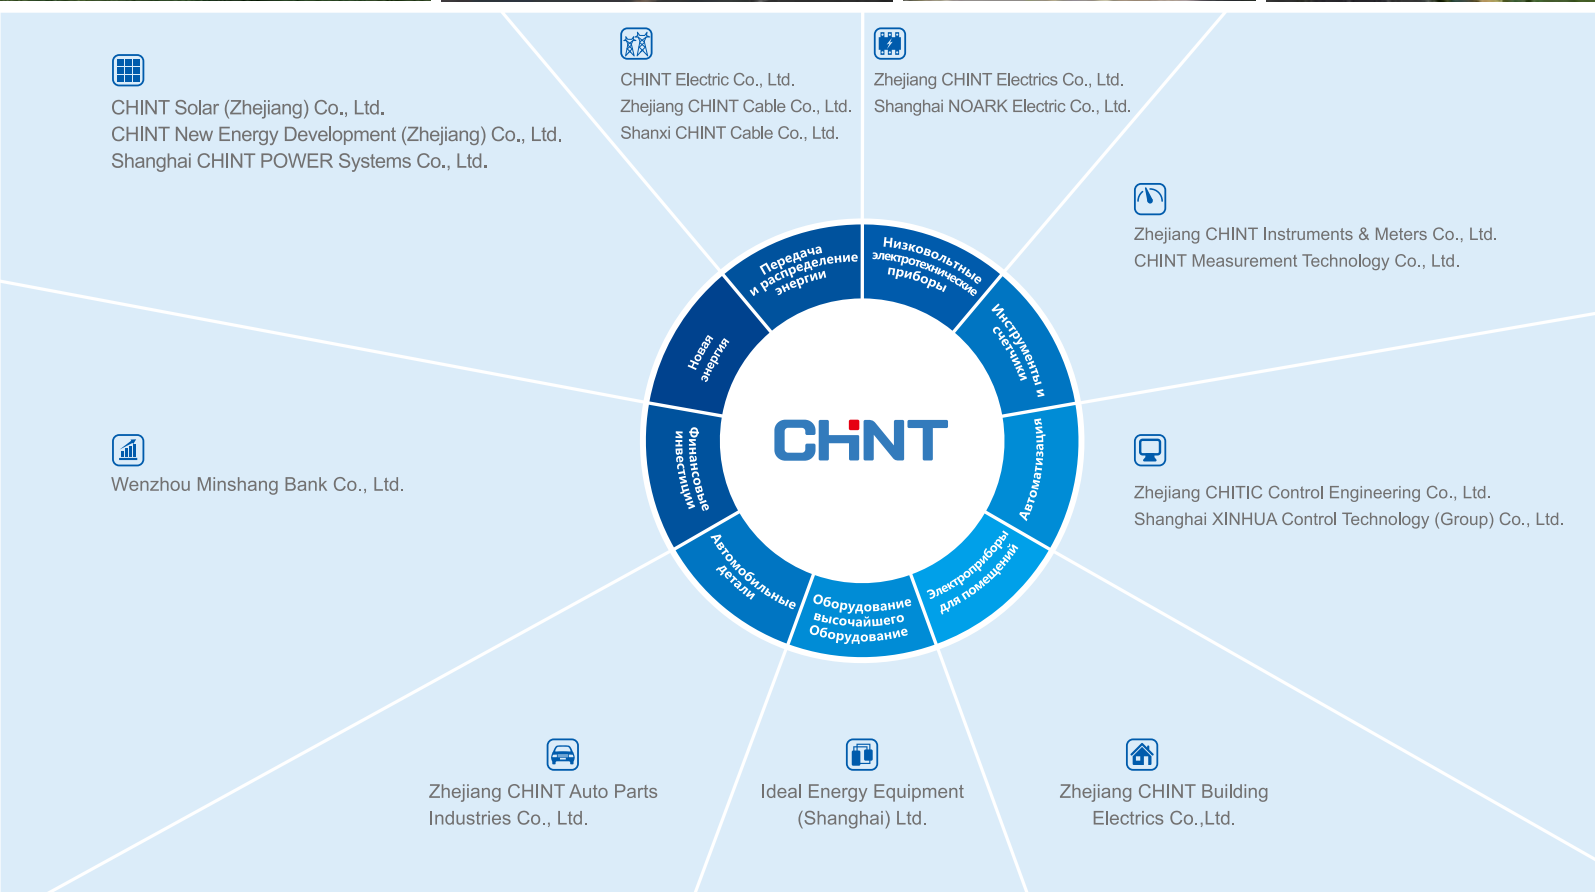 CHINT Solar (Zhejiang) Co., Ltd.
CHINT New Energy Development (Zhejiang) Co., Ltd.
Shanghai CHINT POWER Systems Co., Ltd.
CHINT Electric Co., Ltd.
Zhejiang CHINT Cable Co., Ltd.
Shanxi CHINT Cable Co., Ltd.
Zhejiang CHINT Electrics Co., Ltd.
Shanghai NOARK Electric Co., Ltd.
Zhejiang CHINT Instruments & Meters Co., Ltd.
CHINT Measurement Technology Co., Ltd.
Передача
и распределение
энергии
Низковольтные
электротехнические
приборы
Инструменты и
счетчики
Новая
энергия
CHINT
Автоматизация
Финансовые
инвестиции
Wenzhou Minshang Bank Co., Ltd.
Zhejiang CHITIC Control Engineering Co., Ltd.
Shanghai XINHUA Control Technology (Group) Co., Ltd.
Автомобильные
детали
Оборудование
высочайшего
Оборудование
Электроприборы
для помещений
Zhejiang CHINT Auto Parts
Industries Co., Ltd.
Ideal Energy Equipment
(Shanghai) Ltd.
Zhejiang CHINT Building
Electrics Co.,Ltd.